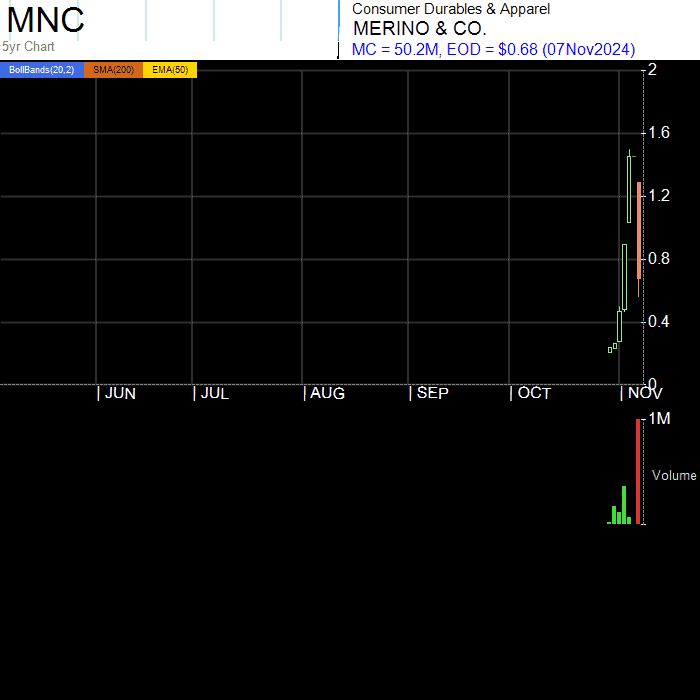 MNC
Consumer Durables & Apparel
MERINO & CO.
5yr Chart
MC = 50.2M, EOD = $0.68 (07Nov2024)
BollBands(20,2) SMA(200) EMA(50)
2
1.6
1.2
0.8
0.4
0
JUN JUL AUG SEP OCT NOV
1M
Volume